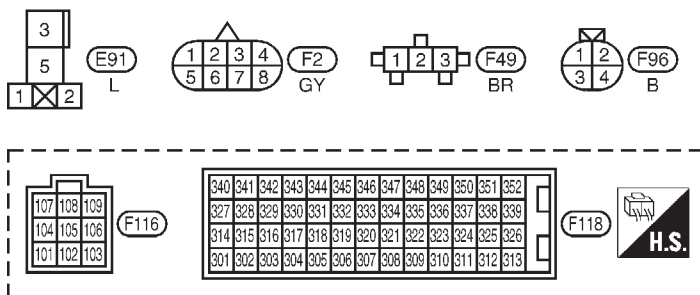 3
5
1 2
E91
L
1 2 3 4
5 6 7 8
F2
GY
1 2 3
F49
BR
1 2
3 4
F96
B
107 108 109
104 105 106
101 102 103
F116
340 341 342 343 344 345 346 347 348 349 350 351 352
327 328 329 330 331 332 333 334 335 336 337 338 339
314 315 316 317 318 319 320 321 322 323 324 325 326
301 302 303 304 305 306 307 308 309 310 311 312 313
F118
H.S.